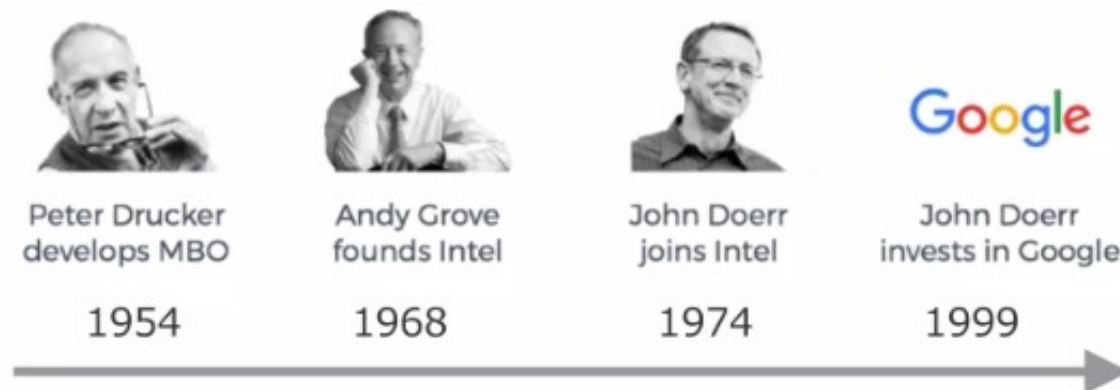 Google
Peter Drucker
develops MBO
Andy Grove
founds Intel
John Doerr
joins Intel
John Doerr
invests in Google
1954
1968
1974
1999